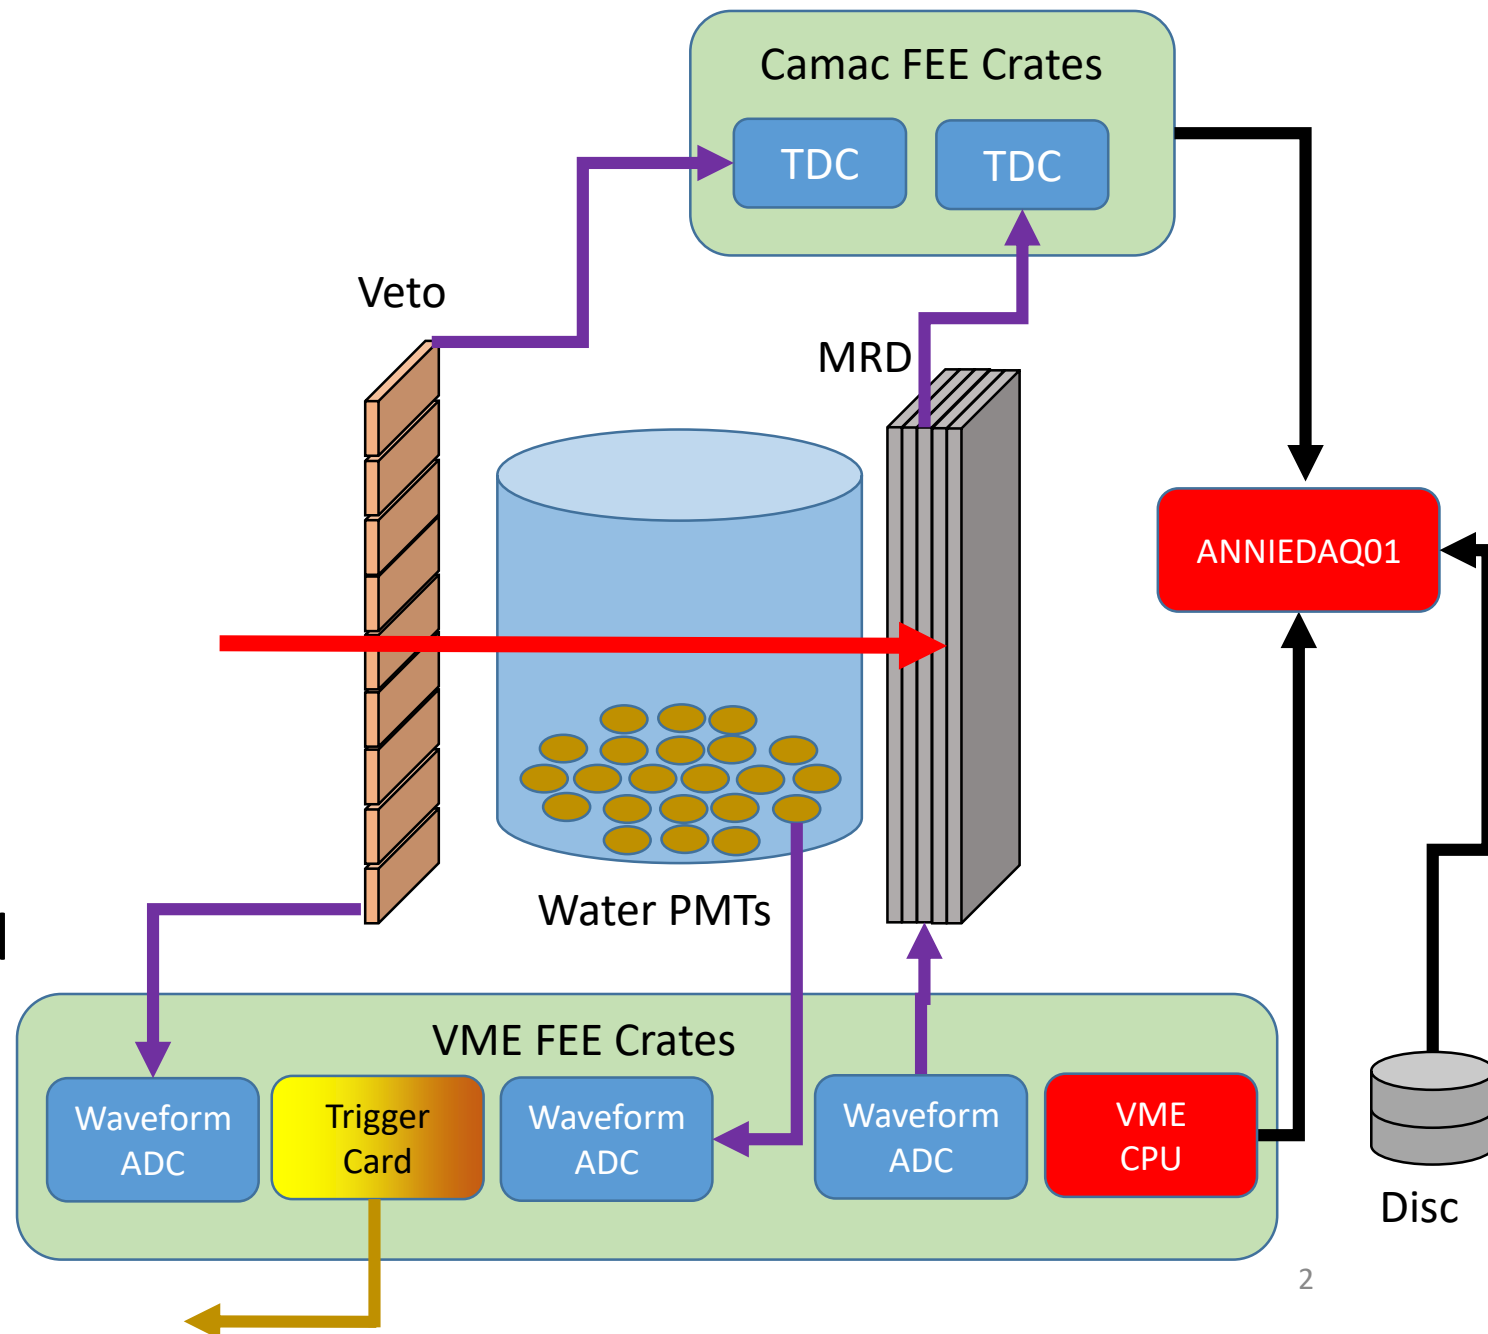 Camac FEE Crates
TDC
TDC
Veto
MRD
ANNIEDAQ01
Water PMTs
VME FEE Crates
Waveform
ADC
Trigger
Card
Waveform
ADC
Waveform
ADC
VME
CPU
Disc
2